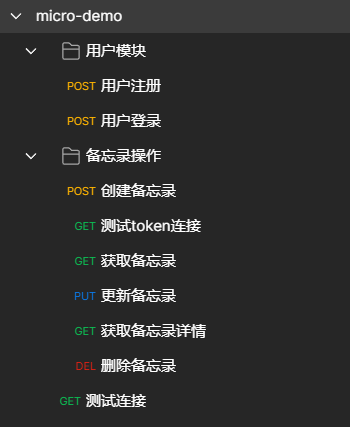 micro-demo
用户模块
POST 用户注册
POST 用户登录
备忘录操作
POST 创建备忘录
GET 测试token连接
GET 获取备忘录
PUT 更新备忘录
GET 获取备忘录详情
DEL 删除备忘录
GET 测试连接